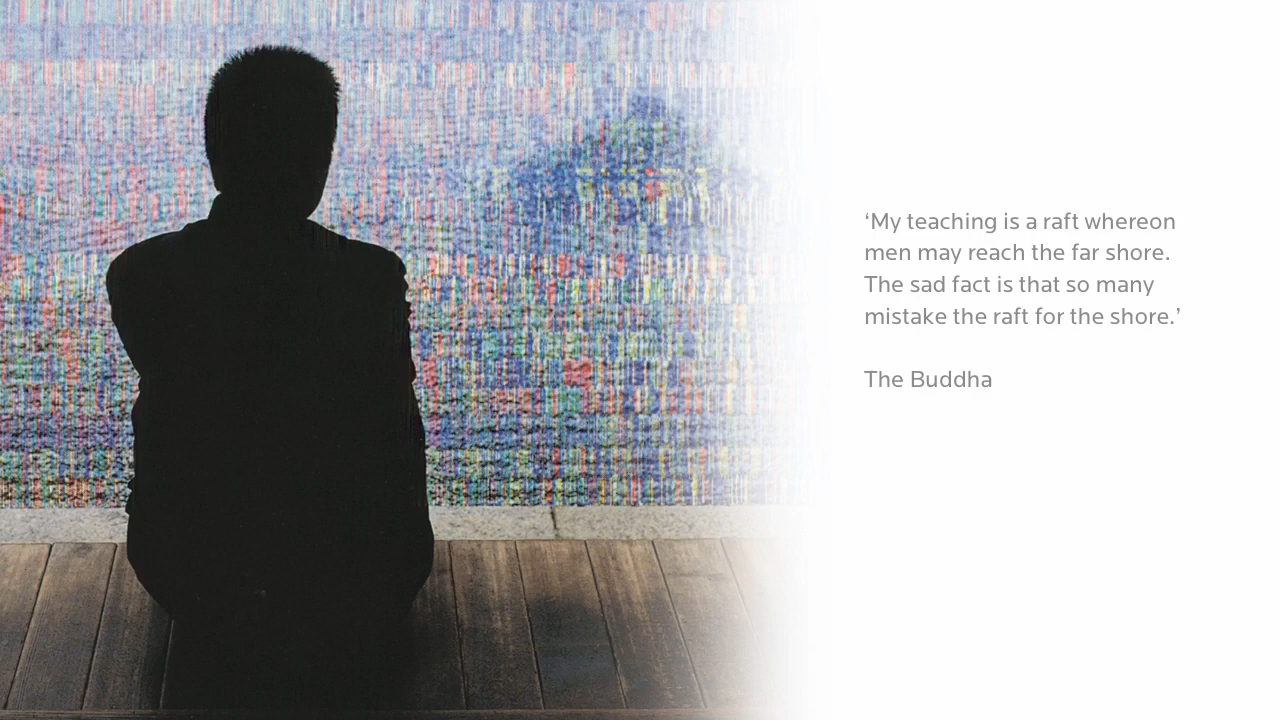 ‘My teaching is a raft whereon
men may reach the far shore.
The sad fact is that so many
mistake the raft for the shore.’
The Buddha